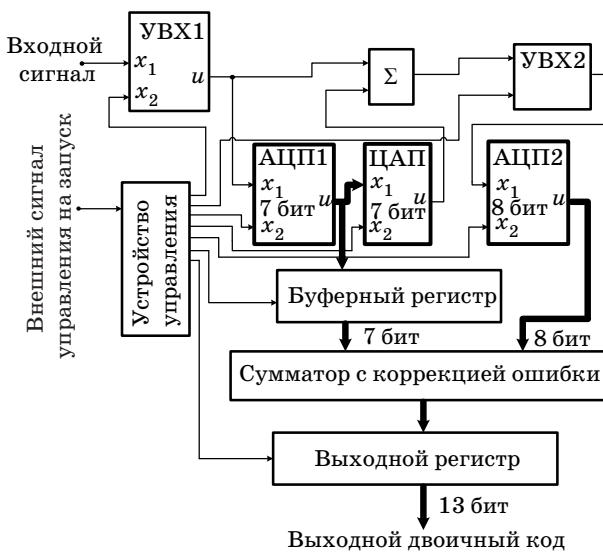 УВХ1
Входной
сигнал
x1
x2
u
Σ
УВХ2
Внешний сигнал
управления на запуск
Устройство
управления
АЦП1
x1
7 бит
x2
u
ЦАП
x1
7 бит
x2
u
АЦП2
x1
8 бит
x2
u
Буферный регистр
7 бит
8 бит
Сумматор с коррекцией ошибки
Выходной регистр
13 бит
Выходной двоичный код